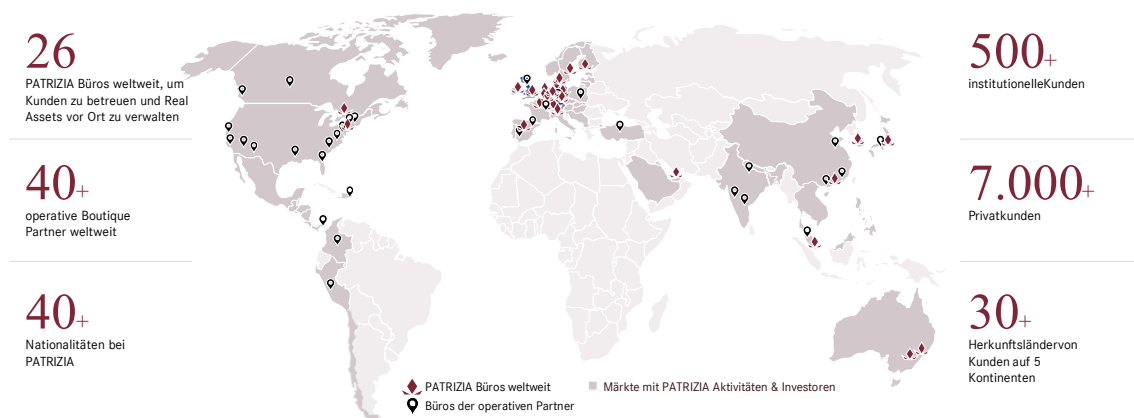 26
PATRIZIA Büros weltweit, um
Kunden zu betreuen und Real
Assets vor Ort zu verwalten
40+
operative Boutique
Partner weltweit
40+
Nationalitäten bei
PATRIZIA
500+
institutionelleKunden
7.000+
Privatkunden
30+
Herkunftsländervon
Kunden auf 5
Kontinenten
PATRIZIA Büros weltweit
Märkte mit PATRIZIA Aktivitäten & Investoren
Büros der operativen Partner